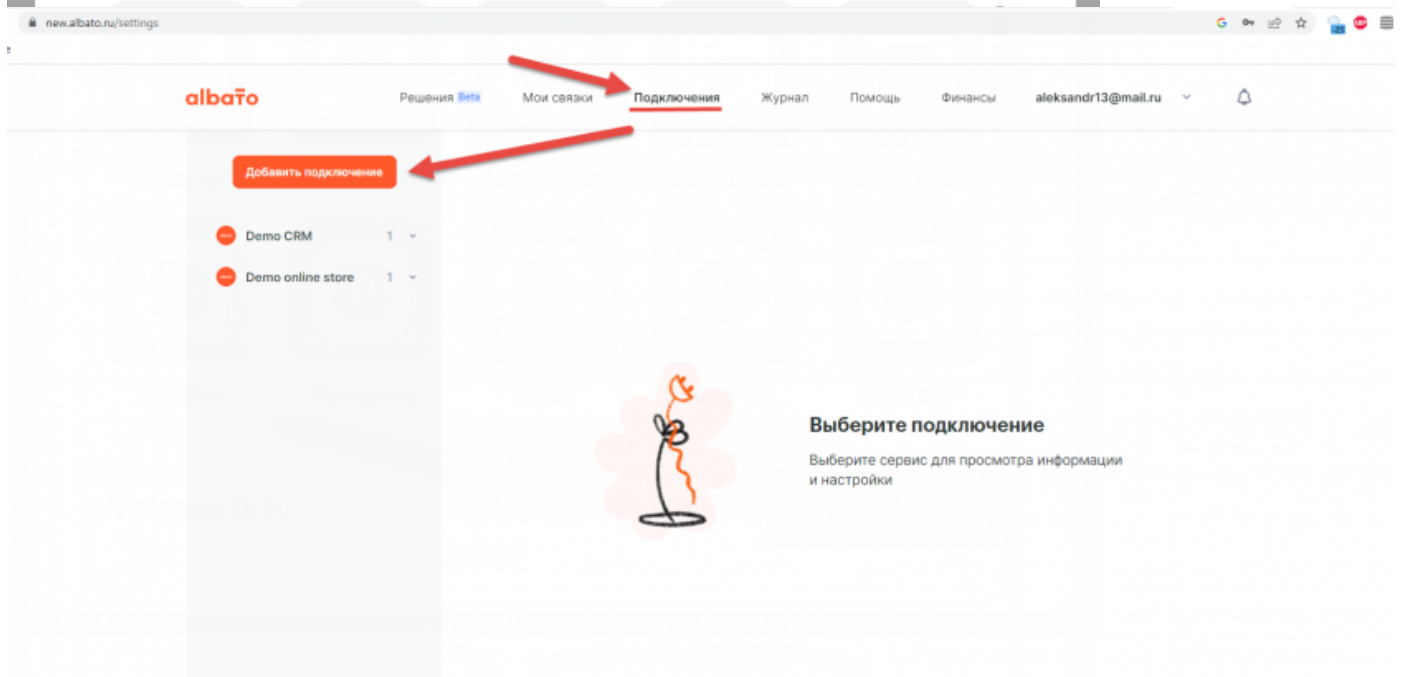 new.albato.ru/settings
albato
Решения Beta
Мои связки
Подключения
Журнал
Помощь
Финансы
aleksandr13@mail.ru
Добавить подключение
Demo CRM 1
Demo online store 1
Выберите подключение
Выберите сервис для просмотра информации
и настройки